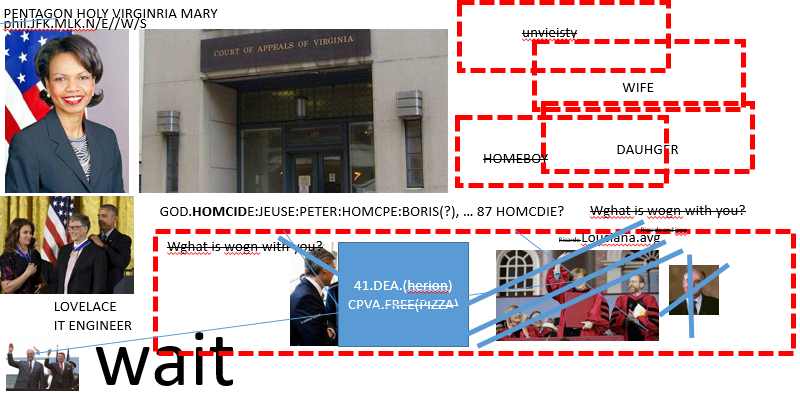 PENTAGON HOLY VIRGINRIA MARY
phil.JFK.MLK.N/E//W/S
COURT OF APPEALS OF VIRGINIA
unvieisty
WIFE
HOMEBOY
DAUHGER
GOD.HOMCIDE:JEUSE:PETER:HOMCPE:BORIS(?), ... 87 HOMCDIE?
Wghat is wogn with you?
Wghat is wogn with you?
Lousiana.avg
41.DEA.(herion)
CPVA.FREE(PIZZA)
LOVELACE
IT ENGINEER
wait